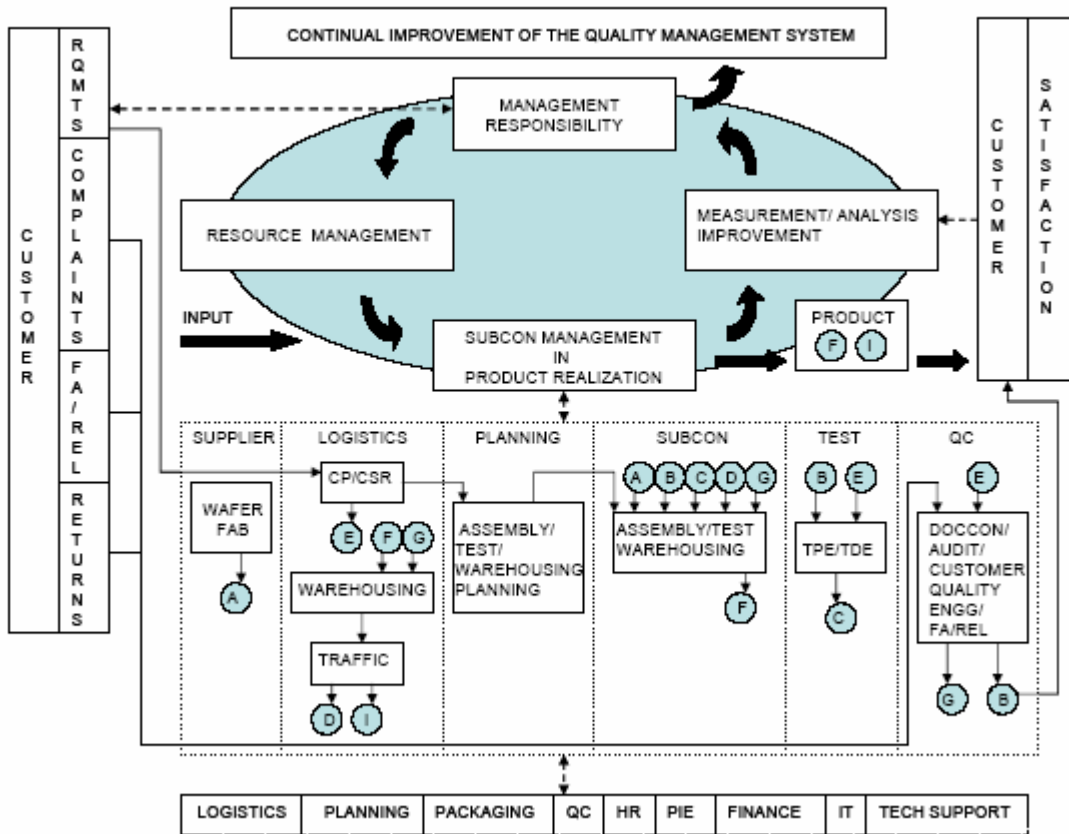 CONTINUAL IMPROVEMENT OF THE QUALITY MANAGEMENT SYSTEM
CUSTOMER
RQMTS
COMPLAINTS
FA/REL
RETURNS
MANAGEMENT
RESPONSIBILITY
RESOURCE MANAGEMENT
MEASUREMENT/ ANALYSIS
IMPROVEMENT
CUSTOMER
SATISFACTION
INPUT
SUBCON MANAGEMENT
IN
PRODUCT REALIZATION
PRODUCT
F I
SUPPLIER
WAFER
FAB
A
LOGISTICS
CP/CSR
E F G
WAREHOUSING
TRAFFIC
D I
PLANNING
ASSEMBLY/
TEST/
WAREHOUSING
PLANNING
SUBCON
A B C D G
ASSEMBLY/TEST
WAREHOUSING
F
TEST
B E
TPE/TDE
C
QC
E
DOCCON/
AUDIT/
CUSTOMER
QUALITY
ENGG/
FA/REL
G B
LOGISTICS PLANNING PACKAGING QC HR PIE FINANCE IT TECH SUPPORT